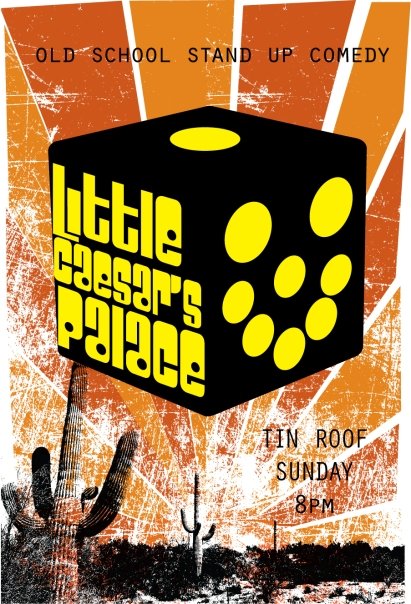 OLD SCHOOL STAND UP COMEDY
Little
Caesar's
Palace
TIN ROOF
SUNDAY
8PM